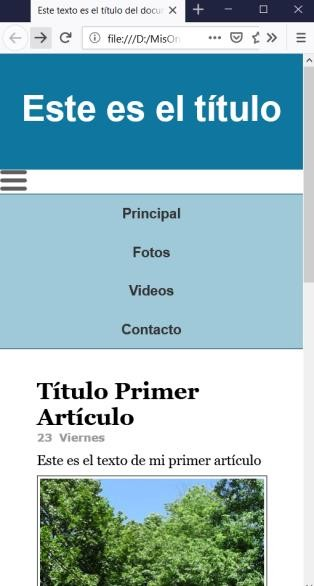 Este texto es el título del docu
file:///D:/MisOn
Este es el título
Principal
Fotos
Videos
Contacto
Título Primer
Artículo
23 Viernes
Este es el texto de mi primer artículo